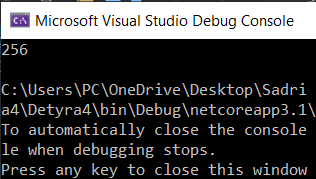 Microsoft Visual Studio Debug Console
256
C:\Users\PC\OneDrive\Desktop\Sadri
a4\Detyra4\bin\Debug\netcoreapp3.1\
To automatically close the console
le when debugging stops.
Press any key to close this window